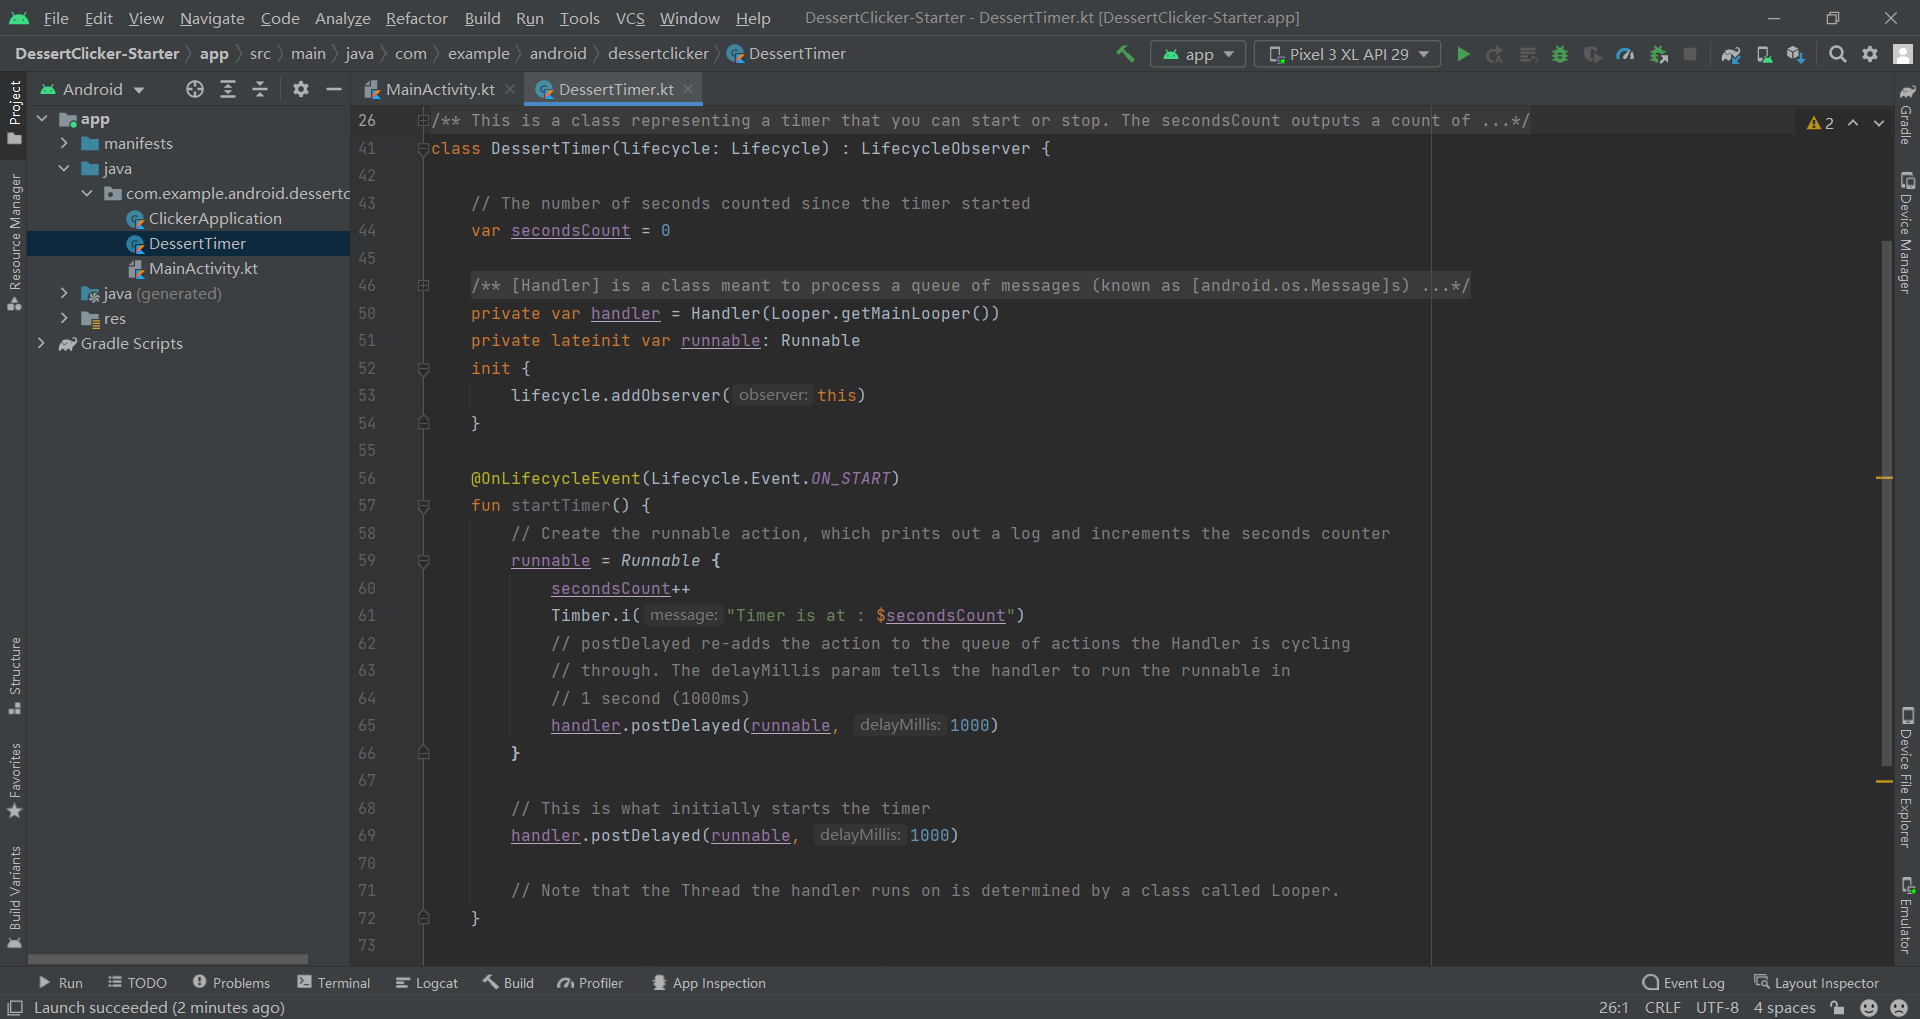 File Edit View Navigate Code Analyze Refactor Build Run Tools VCS Window Help DessertClicker-Starter - DessertTimer.kt [DessertClicker-Starter.app]
DessertClicker-Starter app src main java com example android dessertclicker DessertTimer app Pixel 3 XL API 29
Android MainActivity.kt DessertTimer.kt
Project
Resource Manager
Structure
Favorites
Build Variants
app
manifests
java
com.example.android.dessertc
ClickerApplication
DessertTimer
MainActivity.kt
java (generated)
res
Gradle Scripts
26 /** This is a class representing a timer that you can start or stop. The secondsCount outputs a count of ...*/
41 class DessertTimer(lifecycle: Lifecycle) : LifecycleObserver {
42
43 // The number of seconds counted since the timer started
44 var secondsCount = 0
45
46 /** [Handler] is a class meant to process a queue of messages (known as [android.os.Message]s) ...*/
50 private var handler = Handler(Looper.getMainLooper())
51 private lateinit var runnable: Runnable
52 init {
53 lifecycle.addObserver( observer: this)
54 }
55
56 @OnLifecycleEvent(Lifecycle.Event.ON_START)
57 fun startTimer() {
58 // Create the runnable action, which prints out a log and increments the seconds counter
59 runnable = Runnable {
60 secondsCount++
61 Timber.i( message: "Timer is at : $secondsCount")
62 // postDelayed re-adds the action to the queue of actions the Handler is cycling
63 // through. The delayMillis param tells the handler to run the runnable in
64 // 1 second (1000ms)
65 handler.postDelayed(runnable, delayMillis: 1000)
66 }
67
68 // This is what initially starts the timer
69 handler.postDelayed(runnable, delayMillis: 1000)
70
71 // Note that the Thread the handler runs on is determined by a class called Looper.
72 }
73
2
Gradle
Device Manager
Device File Explorer
Emulator
Run TODO Problems Terminal Logcat Build Profiler App Inspection Event Log Layout Inspector
Launch succeeded (2 minutes ago) 26:1 CRLF UTF-8 4 spaces